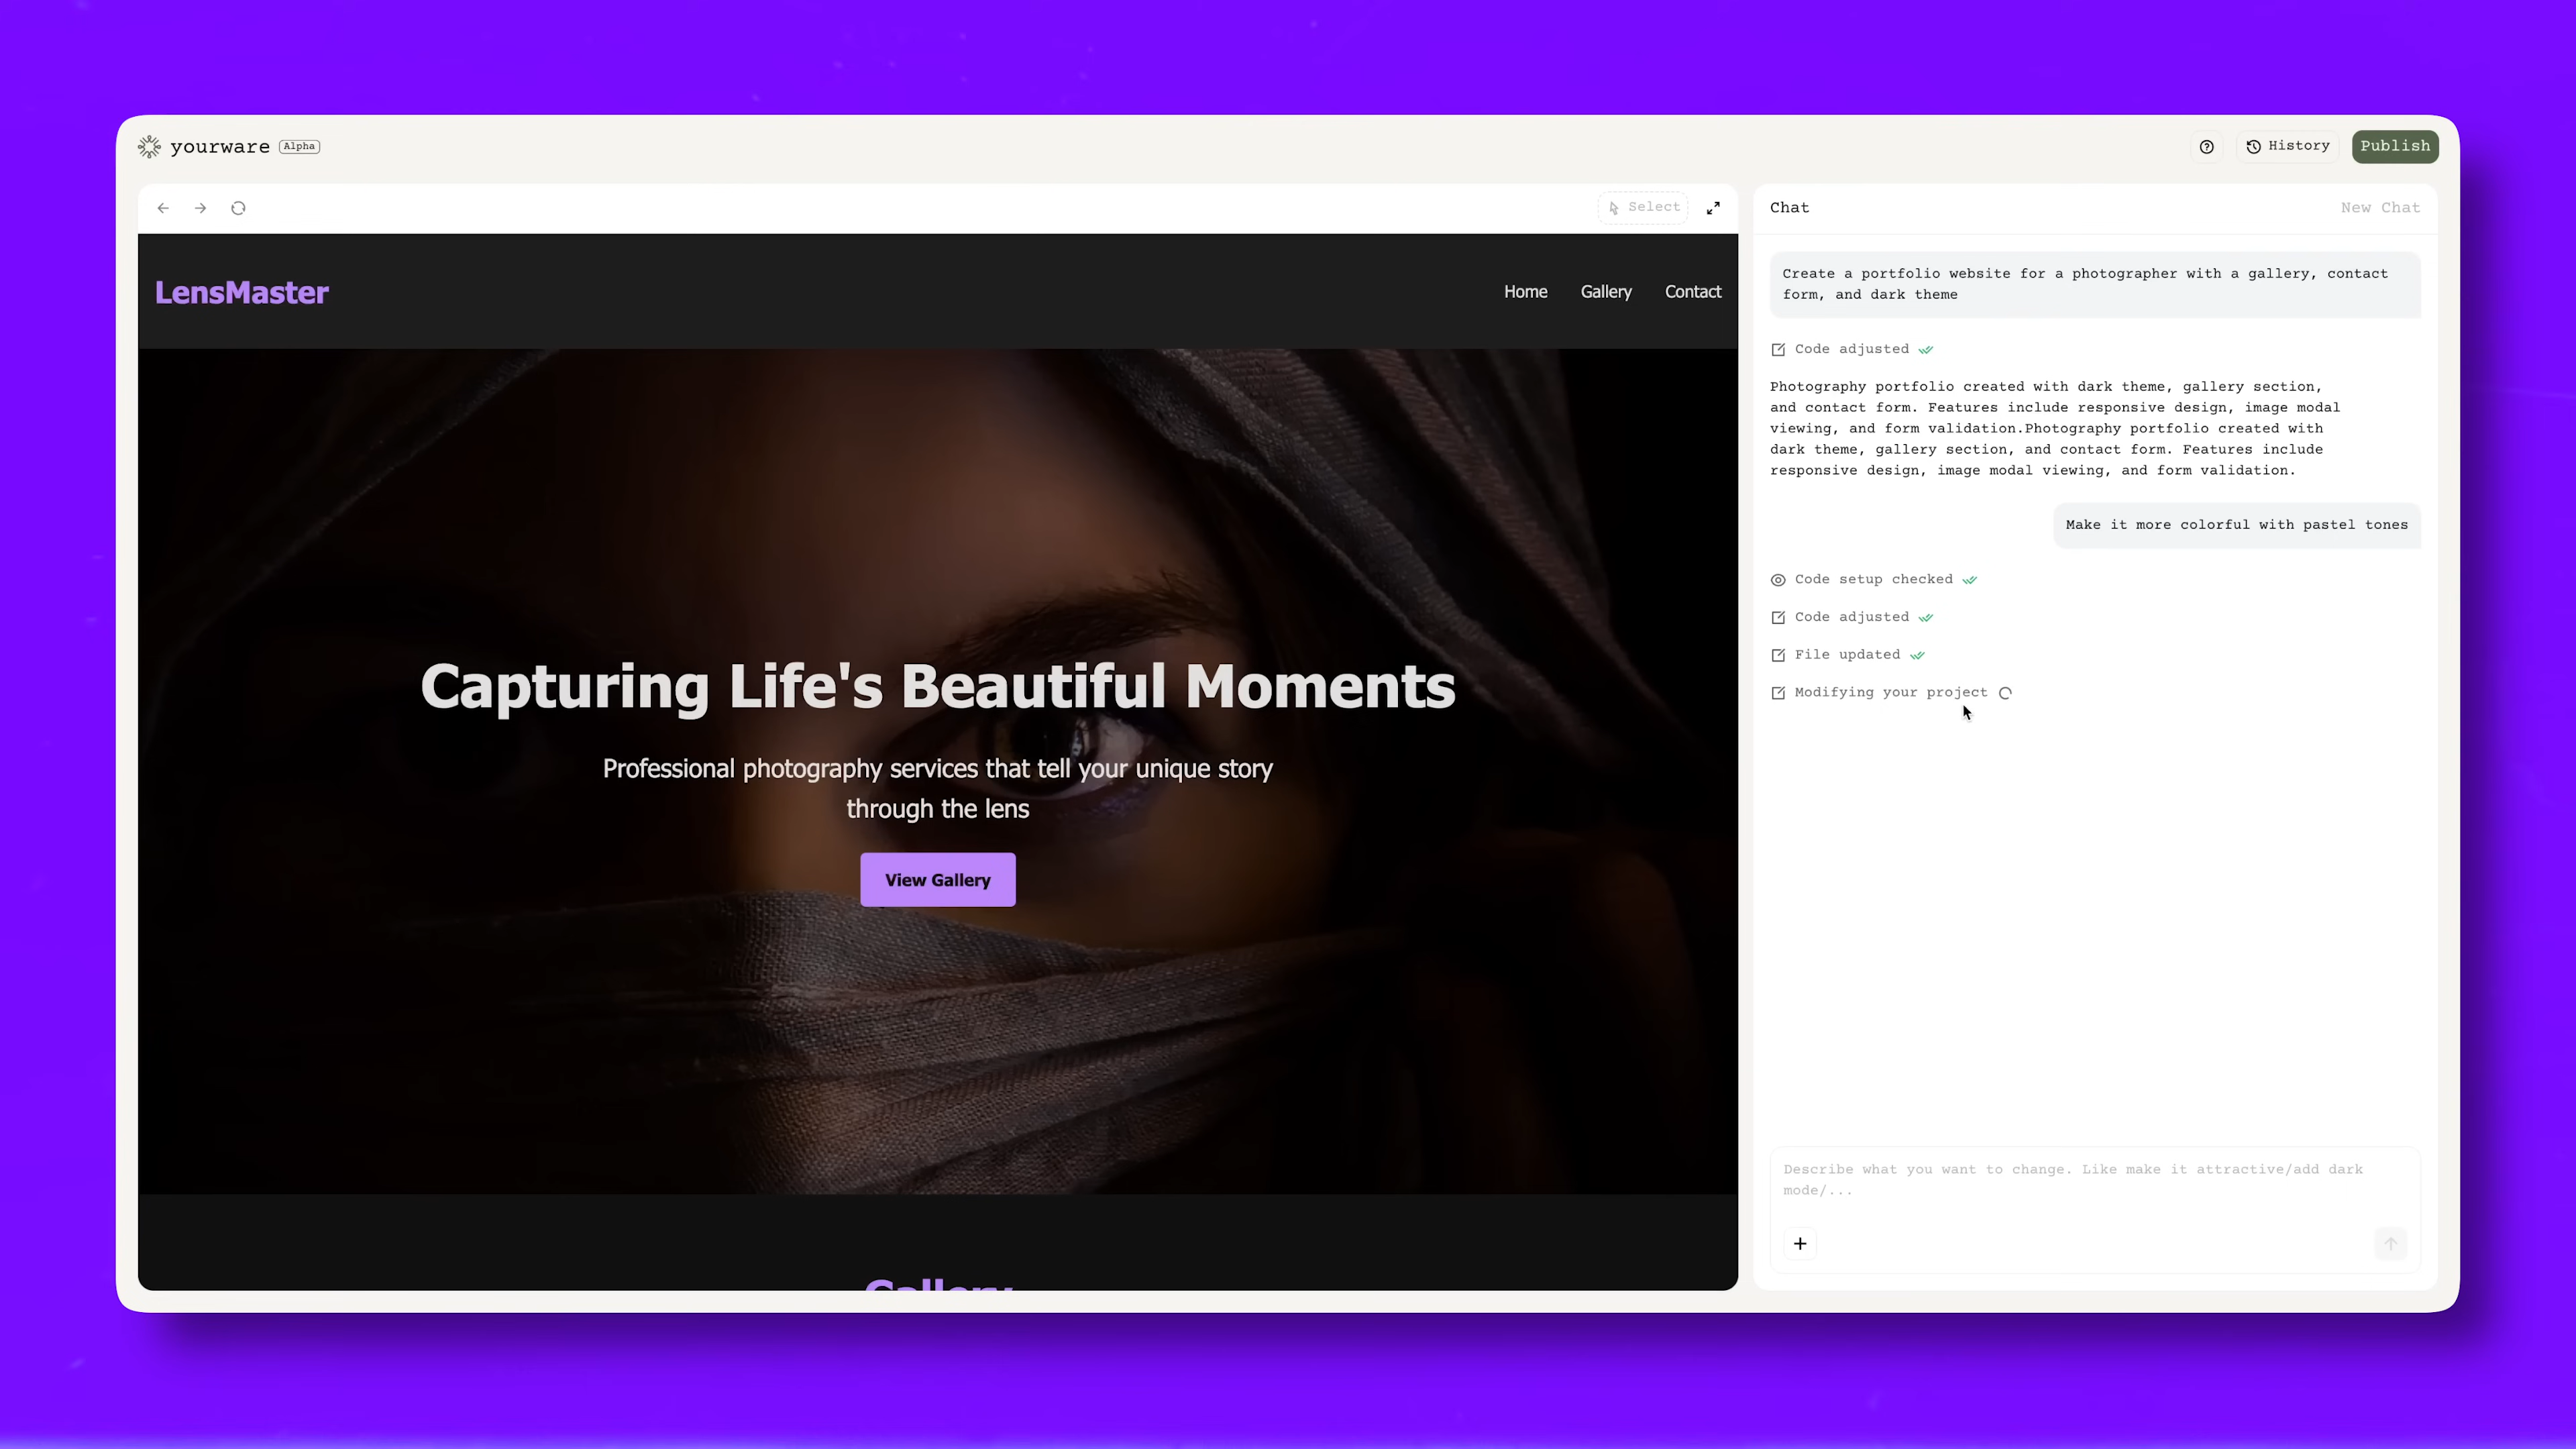 yourware Alpha
History
Publish
Select
LensMaster
Home Gallery Contact
Capturing Life's Beautiful Moments
Professional photography services that tell your unique story
through the lens
View Gallery
Gallery
Chat
New Chat
Create a portfolio website for a photographer with a gallery, contact
form, and dark theme
Code adjusted
Photography portfolio created with dark theme, gallery section,
and contact form. Features include responsive design, image modal
viewing, and form validation.Photography portfolio created with
dark theme, gallery section, and contact form. Features include
responsive design, image modal viewing, and form validation.
Make it more colorful with pastel tones
Code setup checked
Code adjusted
File updated
Modifying your project
Describe what you want to change. Like make it attractive/add dark
mode/...